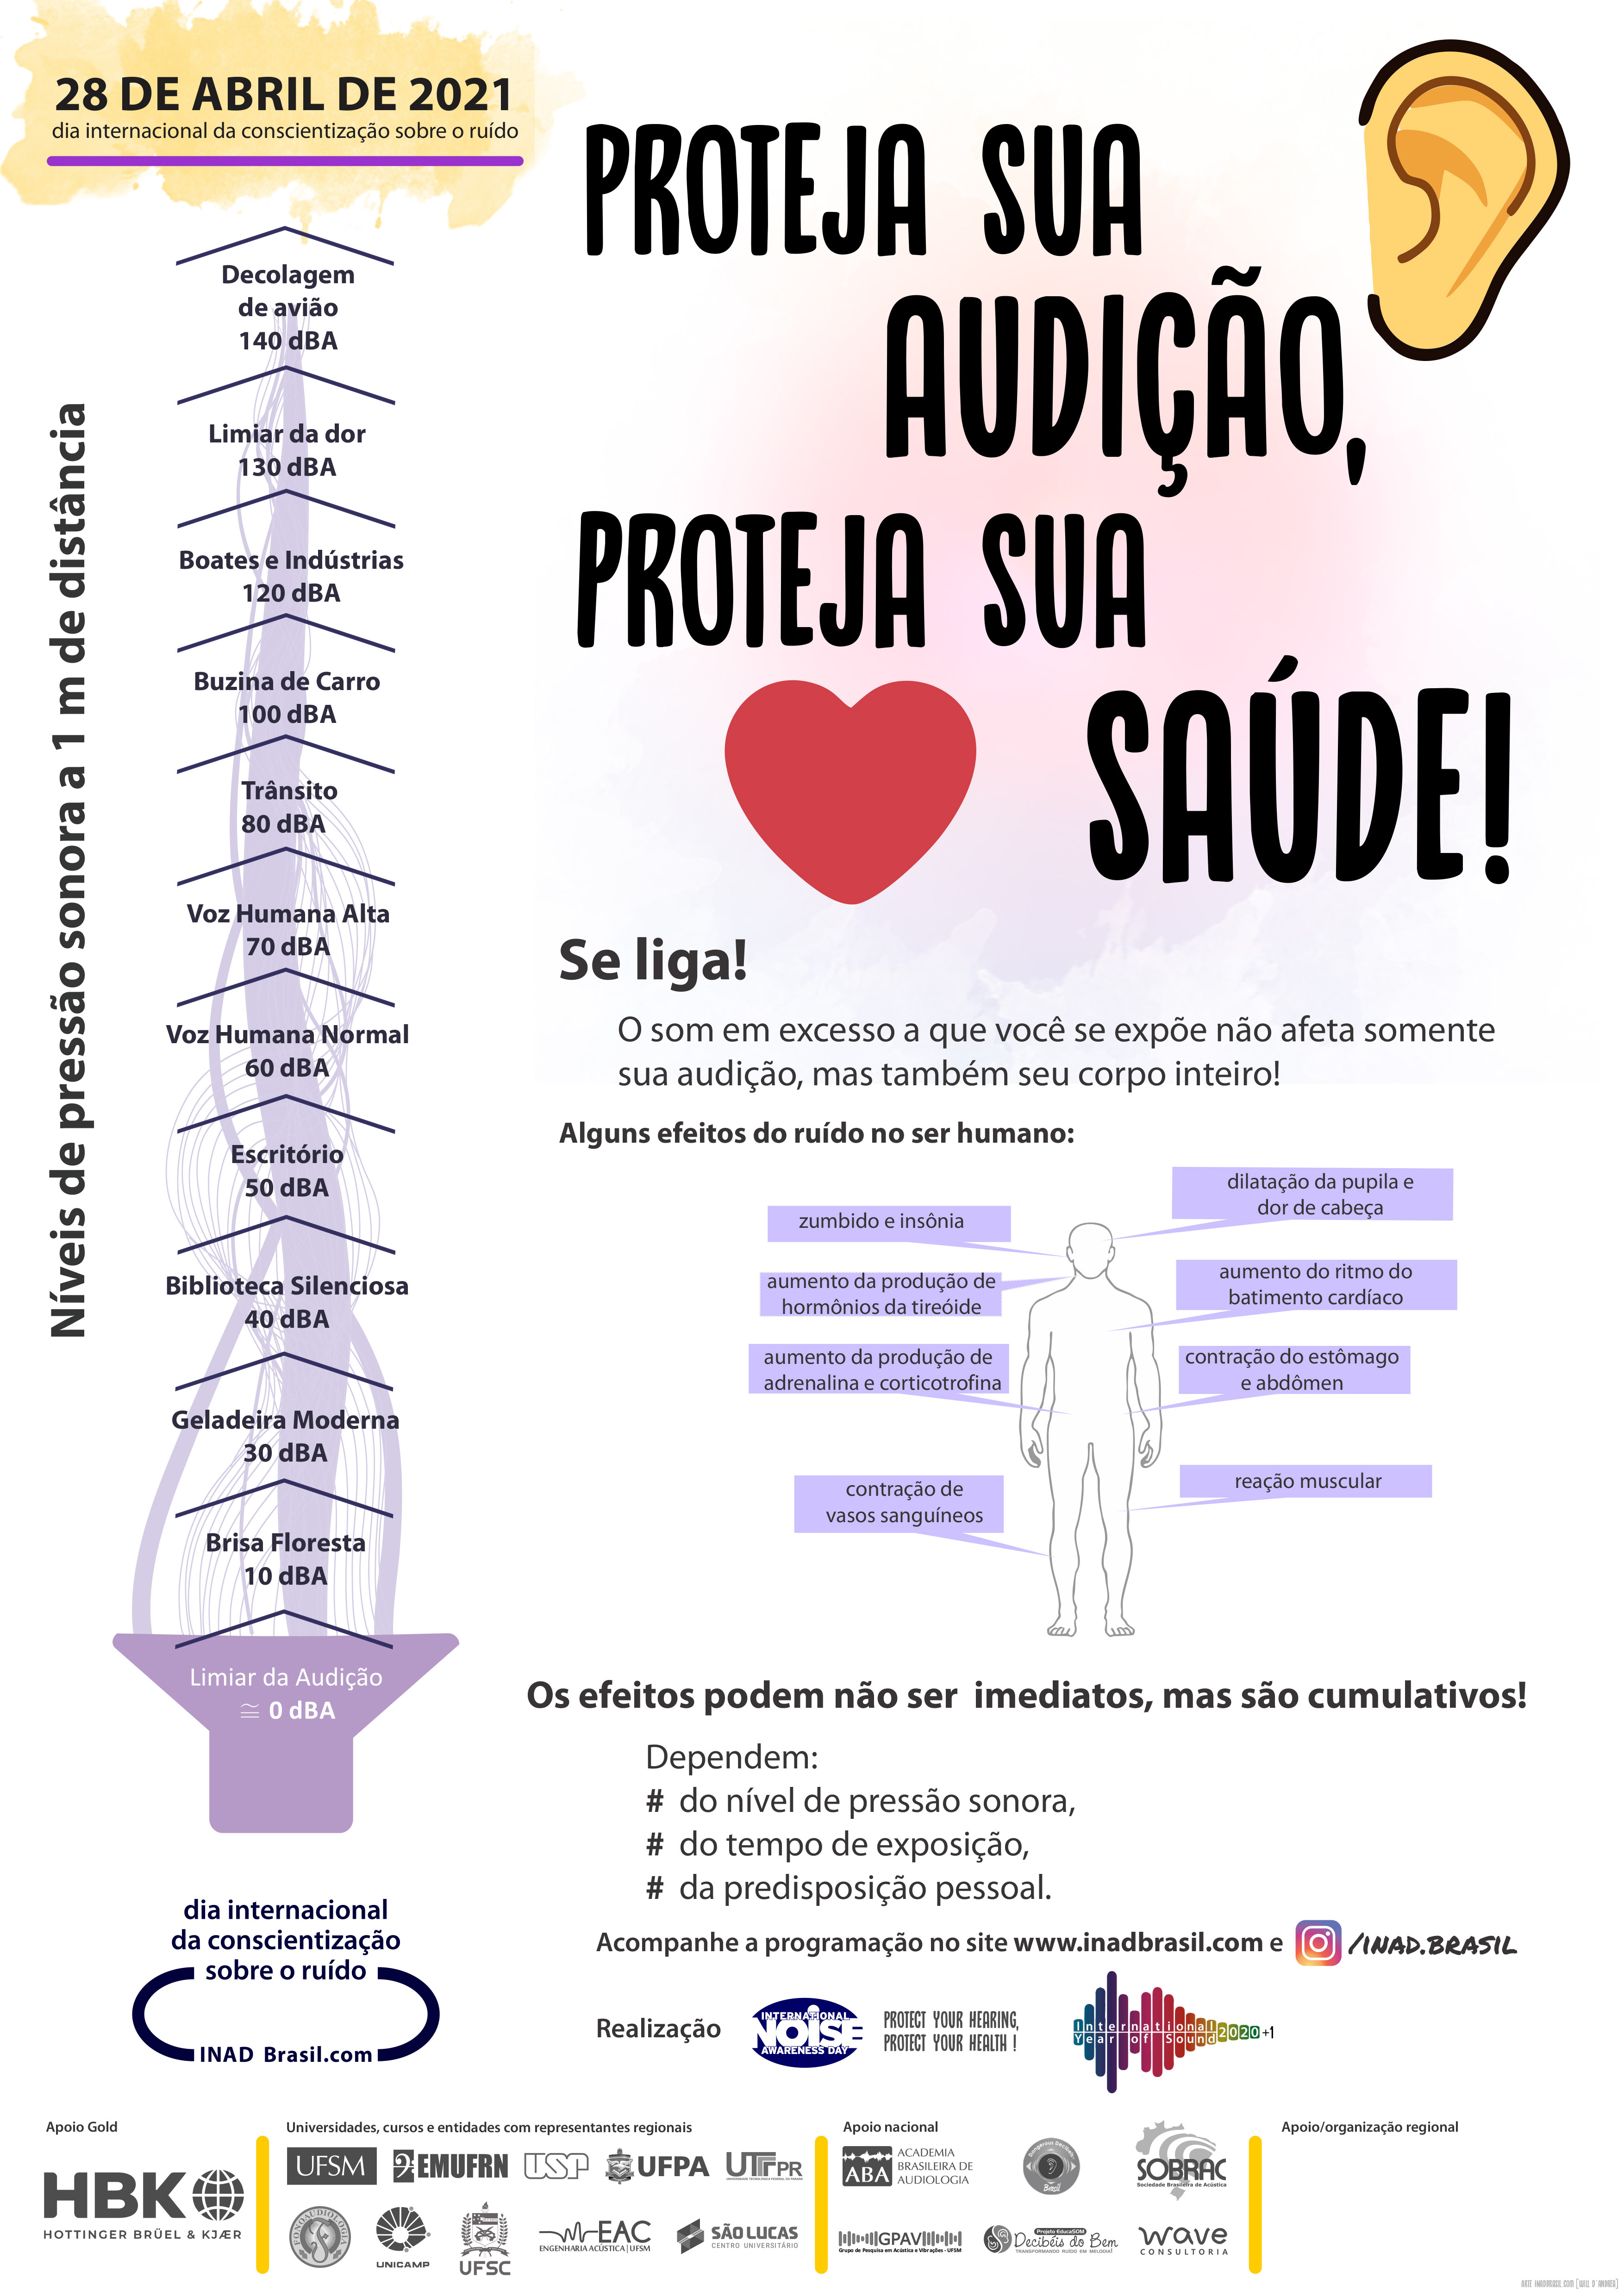 28 DE ABRIL DE 2021
dia internacional da conscientização sobre o ruído
PROTEJA SUA
AUDIÇÃO,
PROTEJA SUA
SAÚDE!
Níveis de pressão sonora a 1 m de distância
Decolagem
de avião
140 dBA
Limiar da dor
130 dBA
Boates e Indústrias
120 dBA
Buzina de Carro
100 dBA
Trânsito
80 dBA
Voz Humana Alta
70 dBA
Voz Humana Normal
60 dBA
Escritório
50 dBA
Biblioteca Silenciosa
40 dBA
Geladeira Moderna
30 dBA
Brisa Floresta
10 dBA
Limiar da Audição
≅ 0 dBA
Se liga!
O som em excesso a que você se expõe não afeta somente
sua audição, mas também seu corpo inteiro!
Alguns efeitos do ruído no ser humano:
zumbido e insônia
dilatação da pupila e
dor de cabeça
aumento da produção de
hormônios da tireóide
aumento do ritmo do
batimento cardíaco
aumento da produção de
adrenalina e corticotrofina
contração do estômago
e abdômen
contração de
vasos sanguíneos
reação muscular
Os efeitos podem não ser imediatos, mas são cumulativos!
Dependem:
# do nível de pressão sonora,
# do tempo de exposição,
# da predisposição pessoal.
Acompanhe a programação no site www.inadbrasil.com e /INAD.BRASIL
dia internacional
da conscientização
sobre o ruído
INAD Brasil.com
Realização
INTERNATIONAL
NOISE
AWARENESS DAY
PROTECT YOUR HEARING,
PROTECT YOUR HEALTH !
International
Year of Sound 2020 +1
Apoio Gold
HBK
HOTTINGER BRÜEL & KJÆR
Universidades, cursos e entidades com representantes regionais
UFSM
EMUFRN
USP
UFPA
UTFPR
UNIVERSIDADE TECNOLÓGICA FEDERAL DO PARANÁ
FONOAUDIOLOGIA
UNICAMP
UFSC
EAC
ENGENHARIA ACÚSTICA | UFSM
SÃO LUCAS
CENTRO UNIVERSITÁRIO
Apoio nacional
ABA
ACADEMIA
BRASILEIRA DE
AUDIOLOGIA
Dangerous Decibels
Brasil
SOBRAC
Sociedade Brasileira de Acústica
GPAV
Grupo de Pesquisa em Acústica e Vibrações - UFSM
Projeto EducaSOM
Decibéis do Bem
TRANSFORMANDO RUÍDO EM MELODIA!
wave
CONSULTORIA
Apoio/organização regional
ARTE INADBRASIL.COM [WILL D'ANDREA]